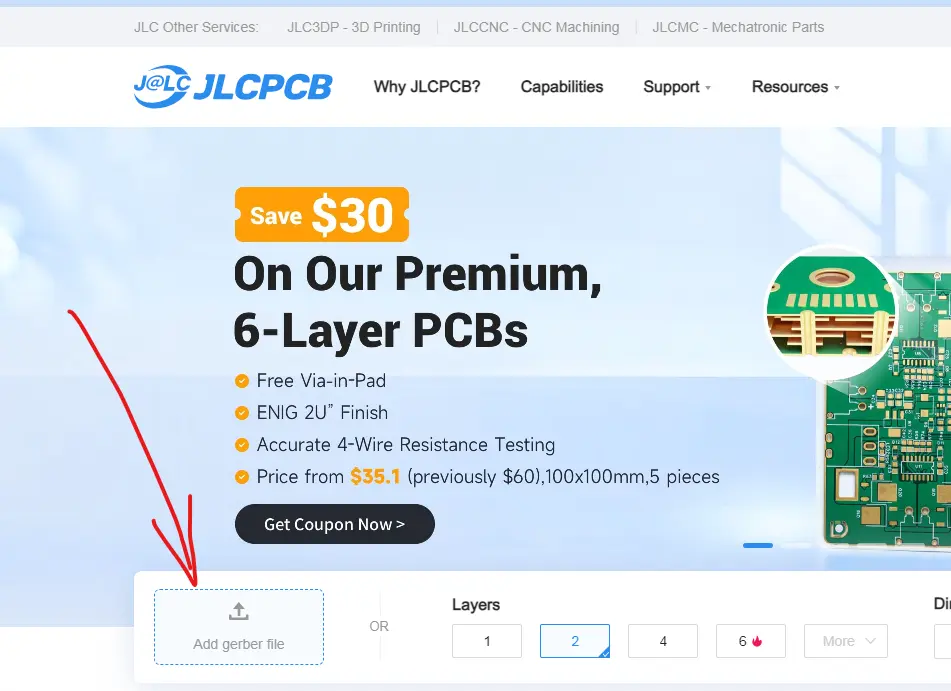 JLC Other Services: JLC3DP - 3D Printing JLCCNC - CNC Machining JLCMC - Mechatronic Parts
J@LC JLCPCB Why JLCPCB? Capabilities Support Resources
Save $30
On Our Premium,
6-Layer PCBs
Free Via-in-Pad
ENIG 2U" Finish
Accurate 4-Wire Resistance Testing
Price from $35.1 (previously $60),100x100mm,5 pieces
Get Coupon Now >
Layers
Add gerber file OR 1 2 4 6 More